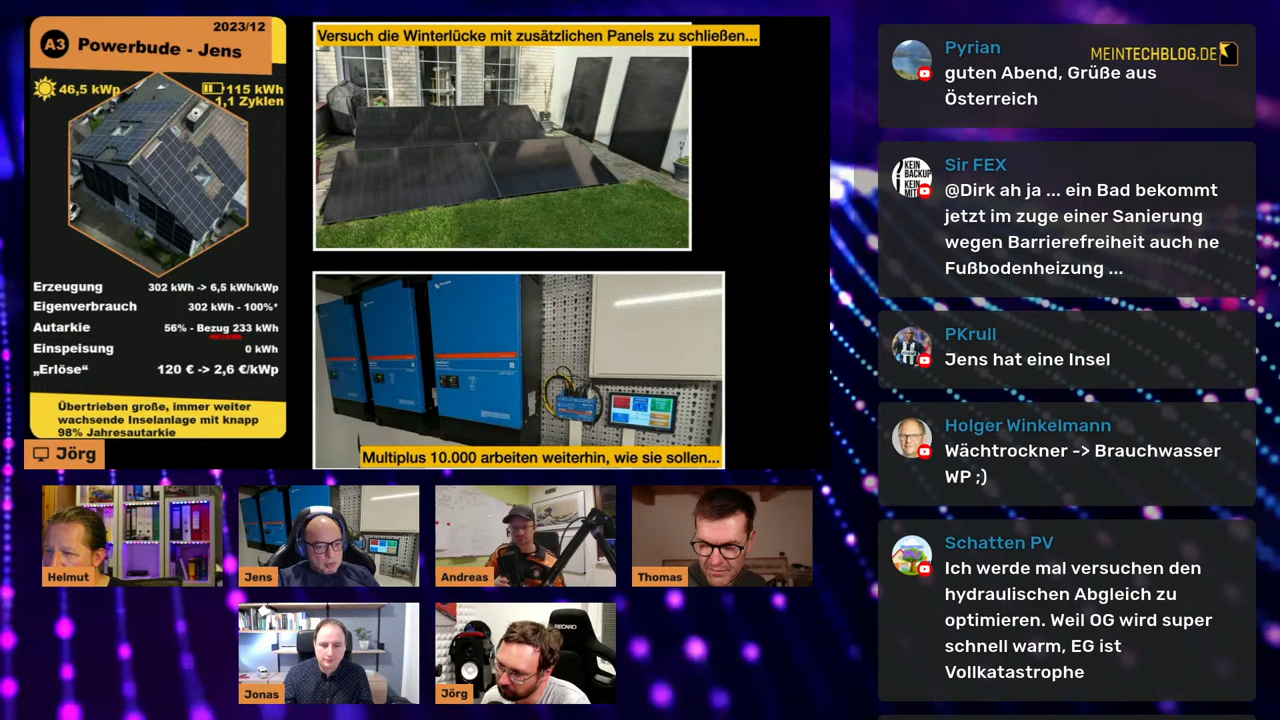 2023/12
A3 Powerbude - Jens
46,5 kWp
115 kWh
1,1 Zyklen
Erzeugung 302 kWh -> 6,5 kWh/kWp
Eigenverbrauch 302 kWh - 100%*
Autarkie 56% - Bezug 233 kWh
Einspeisung 0 kWh
„Erlöse“ 120 € -> 2,6 €/kWp
Übertrieben große, immer weiter
wachsende Inselanlage mit knapp
98% Jahresautarkie
Jörg
Versuch die Winterlücke mit zusätzlichen Panels zu schließen...
Multiplus 10.000 arbeiten weiterhin, wie sie sollen...
Helmut
Jens
Andreas
Thomas
Jonas
Jörg
RECARO
MEINTECHBLOG.DE
Pyrian
guten Abend, Grüße aus
Österreich
KEIN
BACKUP
KEIN
MIT
Sir FEX
@Dirk ah ja ... ein Bad bekommt
jetzt im zuge einer Sanierung
wegen Barrierefreiheit auch ne
Fußbodenheizung ...
PKrull
Jens hat eine Insel
Holger Winkelmann
Wächtrockner -> Brauchwasser
WP ;)
Schatten PV
Ich werde mal versuchen den
hydraulischen Abgleich zu
optimieren. Weil OG wird super
schnell warm, EG ist
Vollkatastrophe